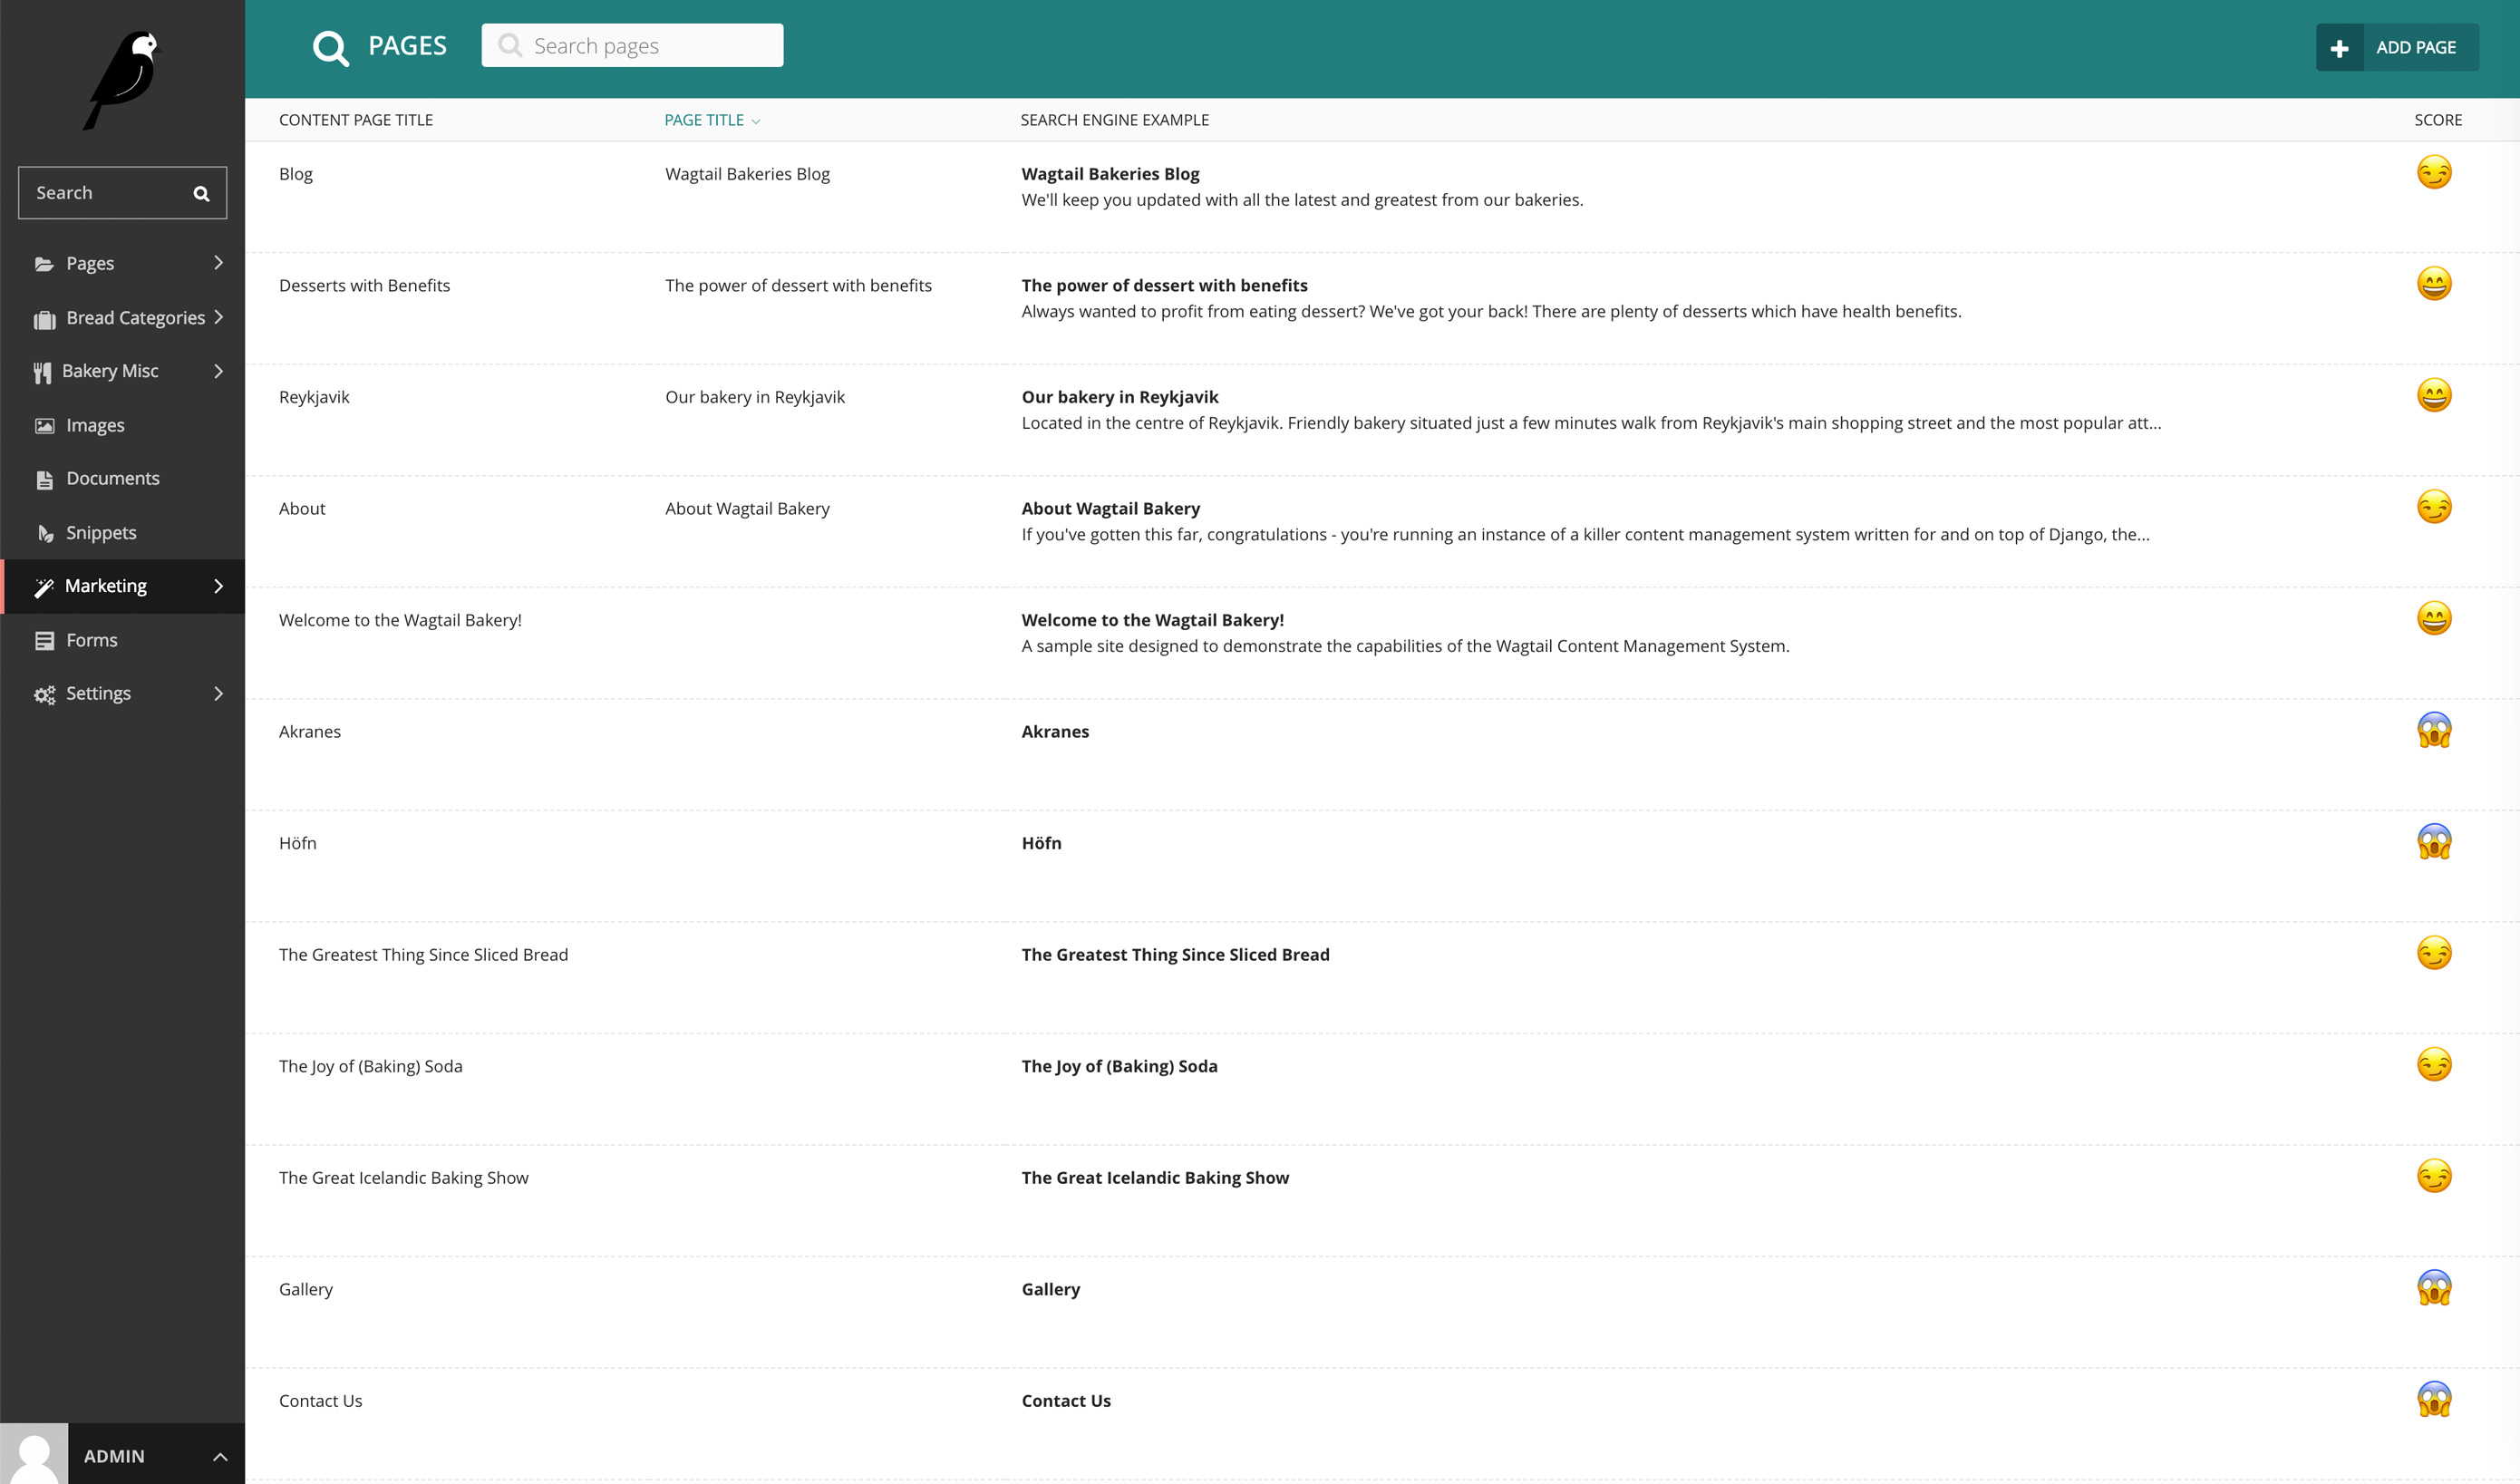 PAGES
Search pages
ADD PAGE
Search
Pages
Bread Categories
Bakery Misc
Images
Documents
Snippets
Marketing
Forms
Settings
ADMIN
CONTENT PAGE TITLE PAGE TITLE SEARCH ENGINE EXAMPLE SCORE
Blog Wagtail Bakeries Blog Wagtail Bakeries Blog
We'll keep you updated with all the latest and greatest from our bakeries.
Desserts with Benefits The power of dessert with benefits The power of dessert with benefits
Always wanted to profit from eating dessert? We've got your back! There are plenty of desserts which have health benefits.
Reykjavik Our bakery in Reykjavik Our bakery in Reykjavik
Located in the centre of Reykjavik. Friendly bakery situated just a few minutes walk from Reykjavik's main shopping street and the most popular att...
About About Wagtail Bakery About Wagtail Bakery
If you've gotten this far, congratulations - you're running an instance of a killer content management system written for and on top of Django, the...
Welcome to the Wagtail Bakery! Welcome to the Wagtail Bakery!
A sample site designed to demonstrate the capabilities of the Wagtail Content Management System.
Akranes Akranes
Höfn Höfn
The Greatest Thing Since Sliced Bread The Greatest Thing Since Sliced Bread
The Joy of (Baking) Soda The Joy of (Baking) Soda
The Great Icelandic Baking Show The Great Icelandic Baking Show
Gallery Gallery
Contact Us Contact Us